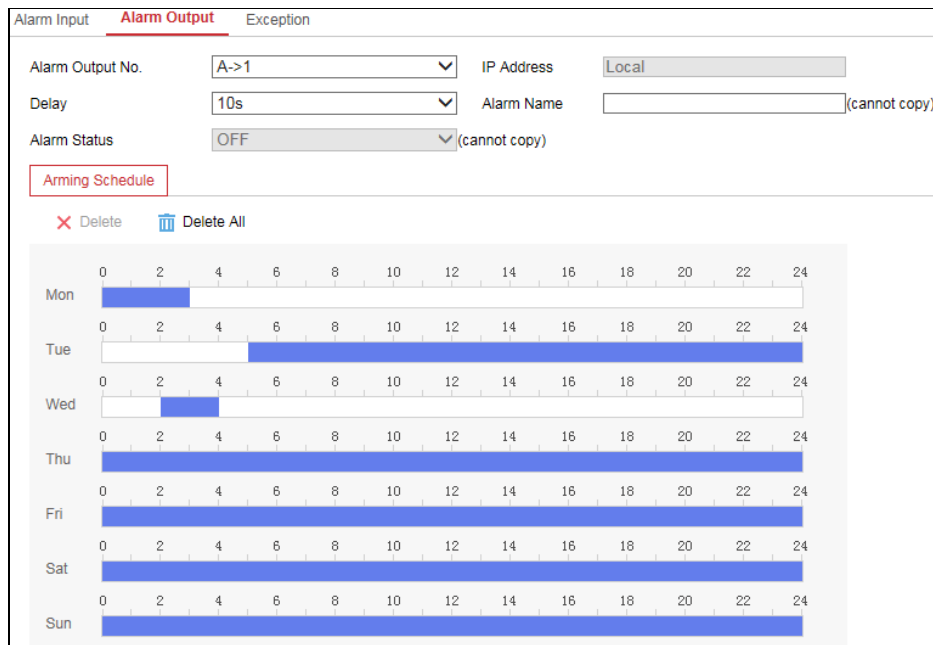 Alarm Input Alarm Output Exception
Alarm Output No. A->1 IP Address Local
Delay 10s Alarm Name (cannot copy)
Alarm Status OFF (cannot copy)
Arming Schedule
Delete Delete All
0 2 4 6 8 10 12 14 16 18 20 22 24
Mon
0 2 4 6 8 10 12 14 16 18 20 22 24
Tue
0 2 4 6 8 10 12 14 16 18 20 22 24
Wed
0 2 4 6 8 10 12 14 16 18 20 22 24
Thu
0 2 4 6 8 10 12 14 16 18 20 22 24
Fri
0 2 4 6 8 10 12 14 16 18 20 22 24
Sat
0 2 4 6 8 10 12 14 16 18 20 22 24
Sun